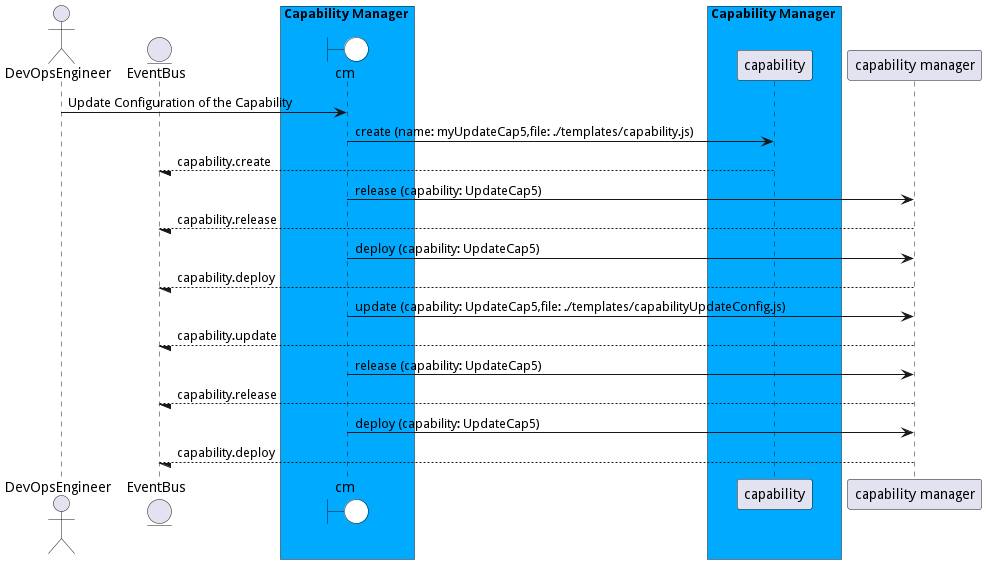 Capability Manager
Capability Manager
DevOpsEngineer
EventBus
cm
capability
capability manager
Update Configuration of the Capability
create (name: myUpdateCap5,file: ./templates/capability.js)
capability.create
release (capability: UpdateCap5)
capability.release
deploy (capability: UpdateCap5)
capability.deploy
update (capability: UpdateCap5,file: ./templates/capabilityUpdateConfig.js)
capability.update
release (capability: UpdateCap5)
capability.release
deploy (capability: UpdateCap5)
capability.deploy
DevOpsEngineer
EventBus
cm
capability
capability manager